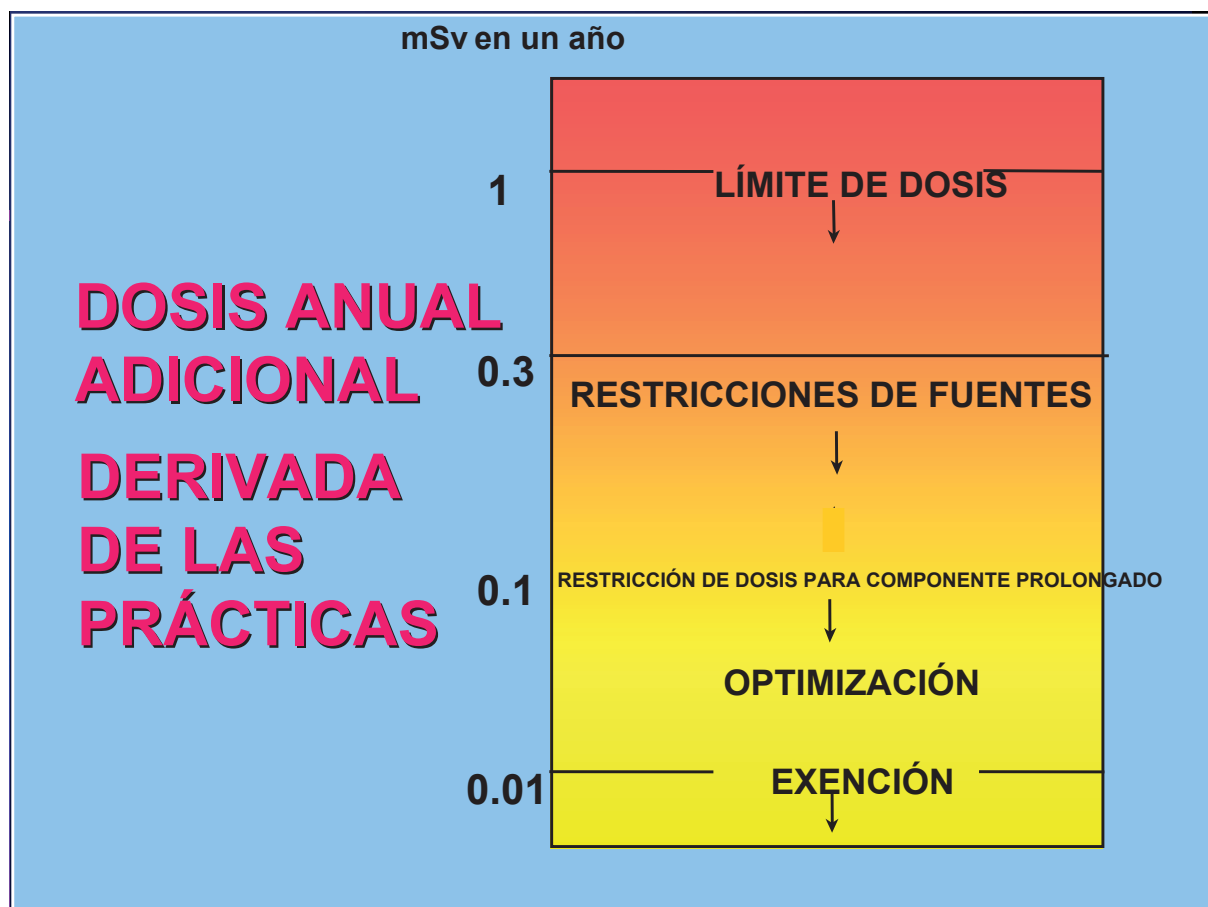 mSv en un año
1
LÍMITE DE DOSIS
DOSIS ANUAL
ADICIONAL
0.3
RESTRICCIONES DE FUENTES
DERIVADA
DE LAS
PRÁCTICAS
0.1
RESTRICCIÓN DE DOSIS PARA COMPONENTE PROLONGADO
OPTIMIZACIÓN
0.01
EXENCIÓN